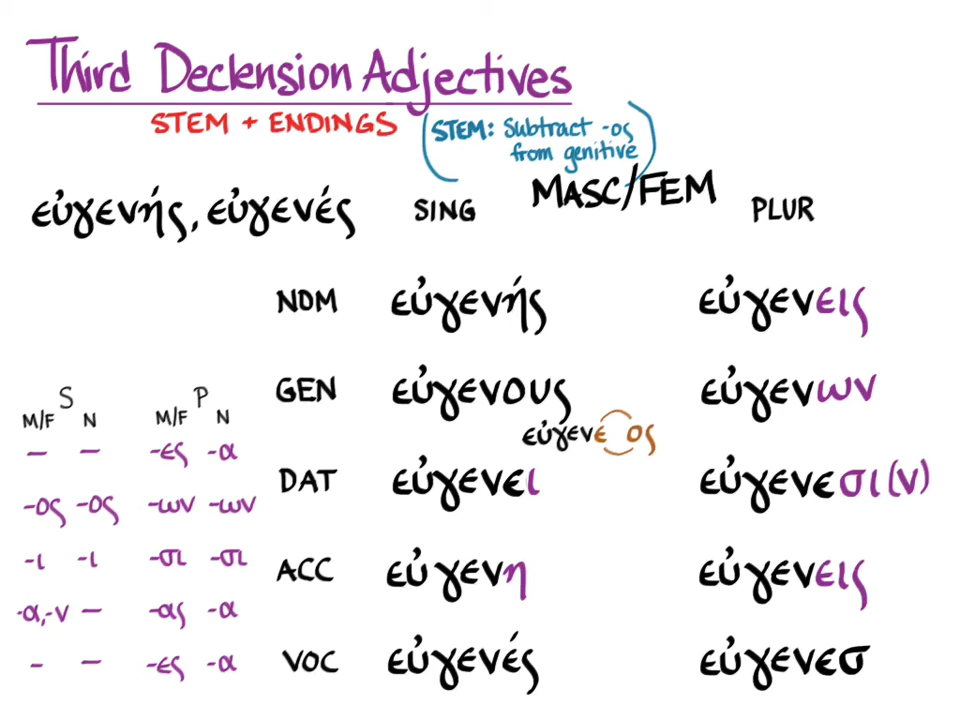 Third Declension Adjectives
STEM + ENDINGS
(STEM: Subtract -ος
from genitive)
MASC/FEM
εὐγενής, εὐγενές SING PLUR
NOM εὐγενής εὐγενεις
S P
M/F N M/F N
GEN εὐγενους εὐγενων
εὐγενέ ος
- - -ες -α
DAT εὐγενει εὐγενεσι(ν)
-ος -ος -ων -ων
-ι -ι -σι -σι
ACC εὐγενη εὐγενεις
-α,-ν - -ας -α
- - -ες -α
VOC εὐγενές εὐγενεσ